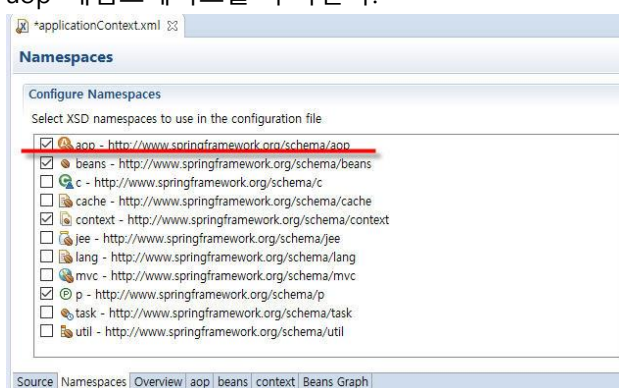 *applicationContext.xml
Namespaces
Configure Namespaces
Select XSD namespaces to use in the configuration file
aop - http://www.springframework.org/schema/aop
beans - http://www.springframework.org/schema/beans
c - http://www.springframework.org/schema/c
cache - http://www.springframework.org/schema/cache
context - http://www.springframework.org/schema/context
jee - http://www.springframework.org/schema/jee
lang - http://www.springframework.org/schema/lang
mvc - http://www.springframework.org/schema/mvc
p - http://www.springframework.org/schema/p
task - http://www.springframework.org/schema/task
util - http://www.springframework.org/schema/util
Source Namespaces Overview aop beans context Beans Graph